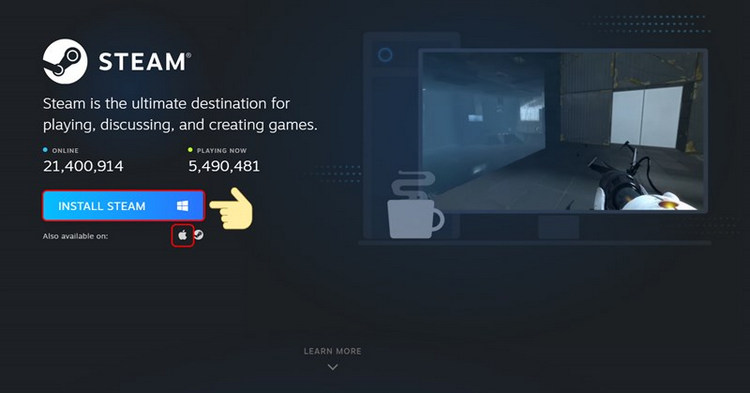 STEAM®
Steam is the ultimate destination for
playing, discussing, and creating games.
ONLINE
PLAYING NOW
21,400,914
5,490,481
INSTALL STEAM
Also available on:
LEARN MORE